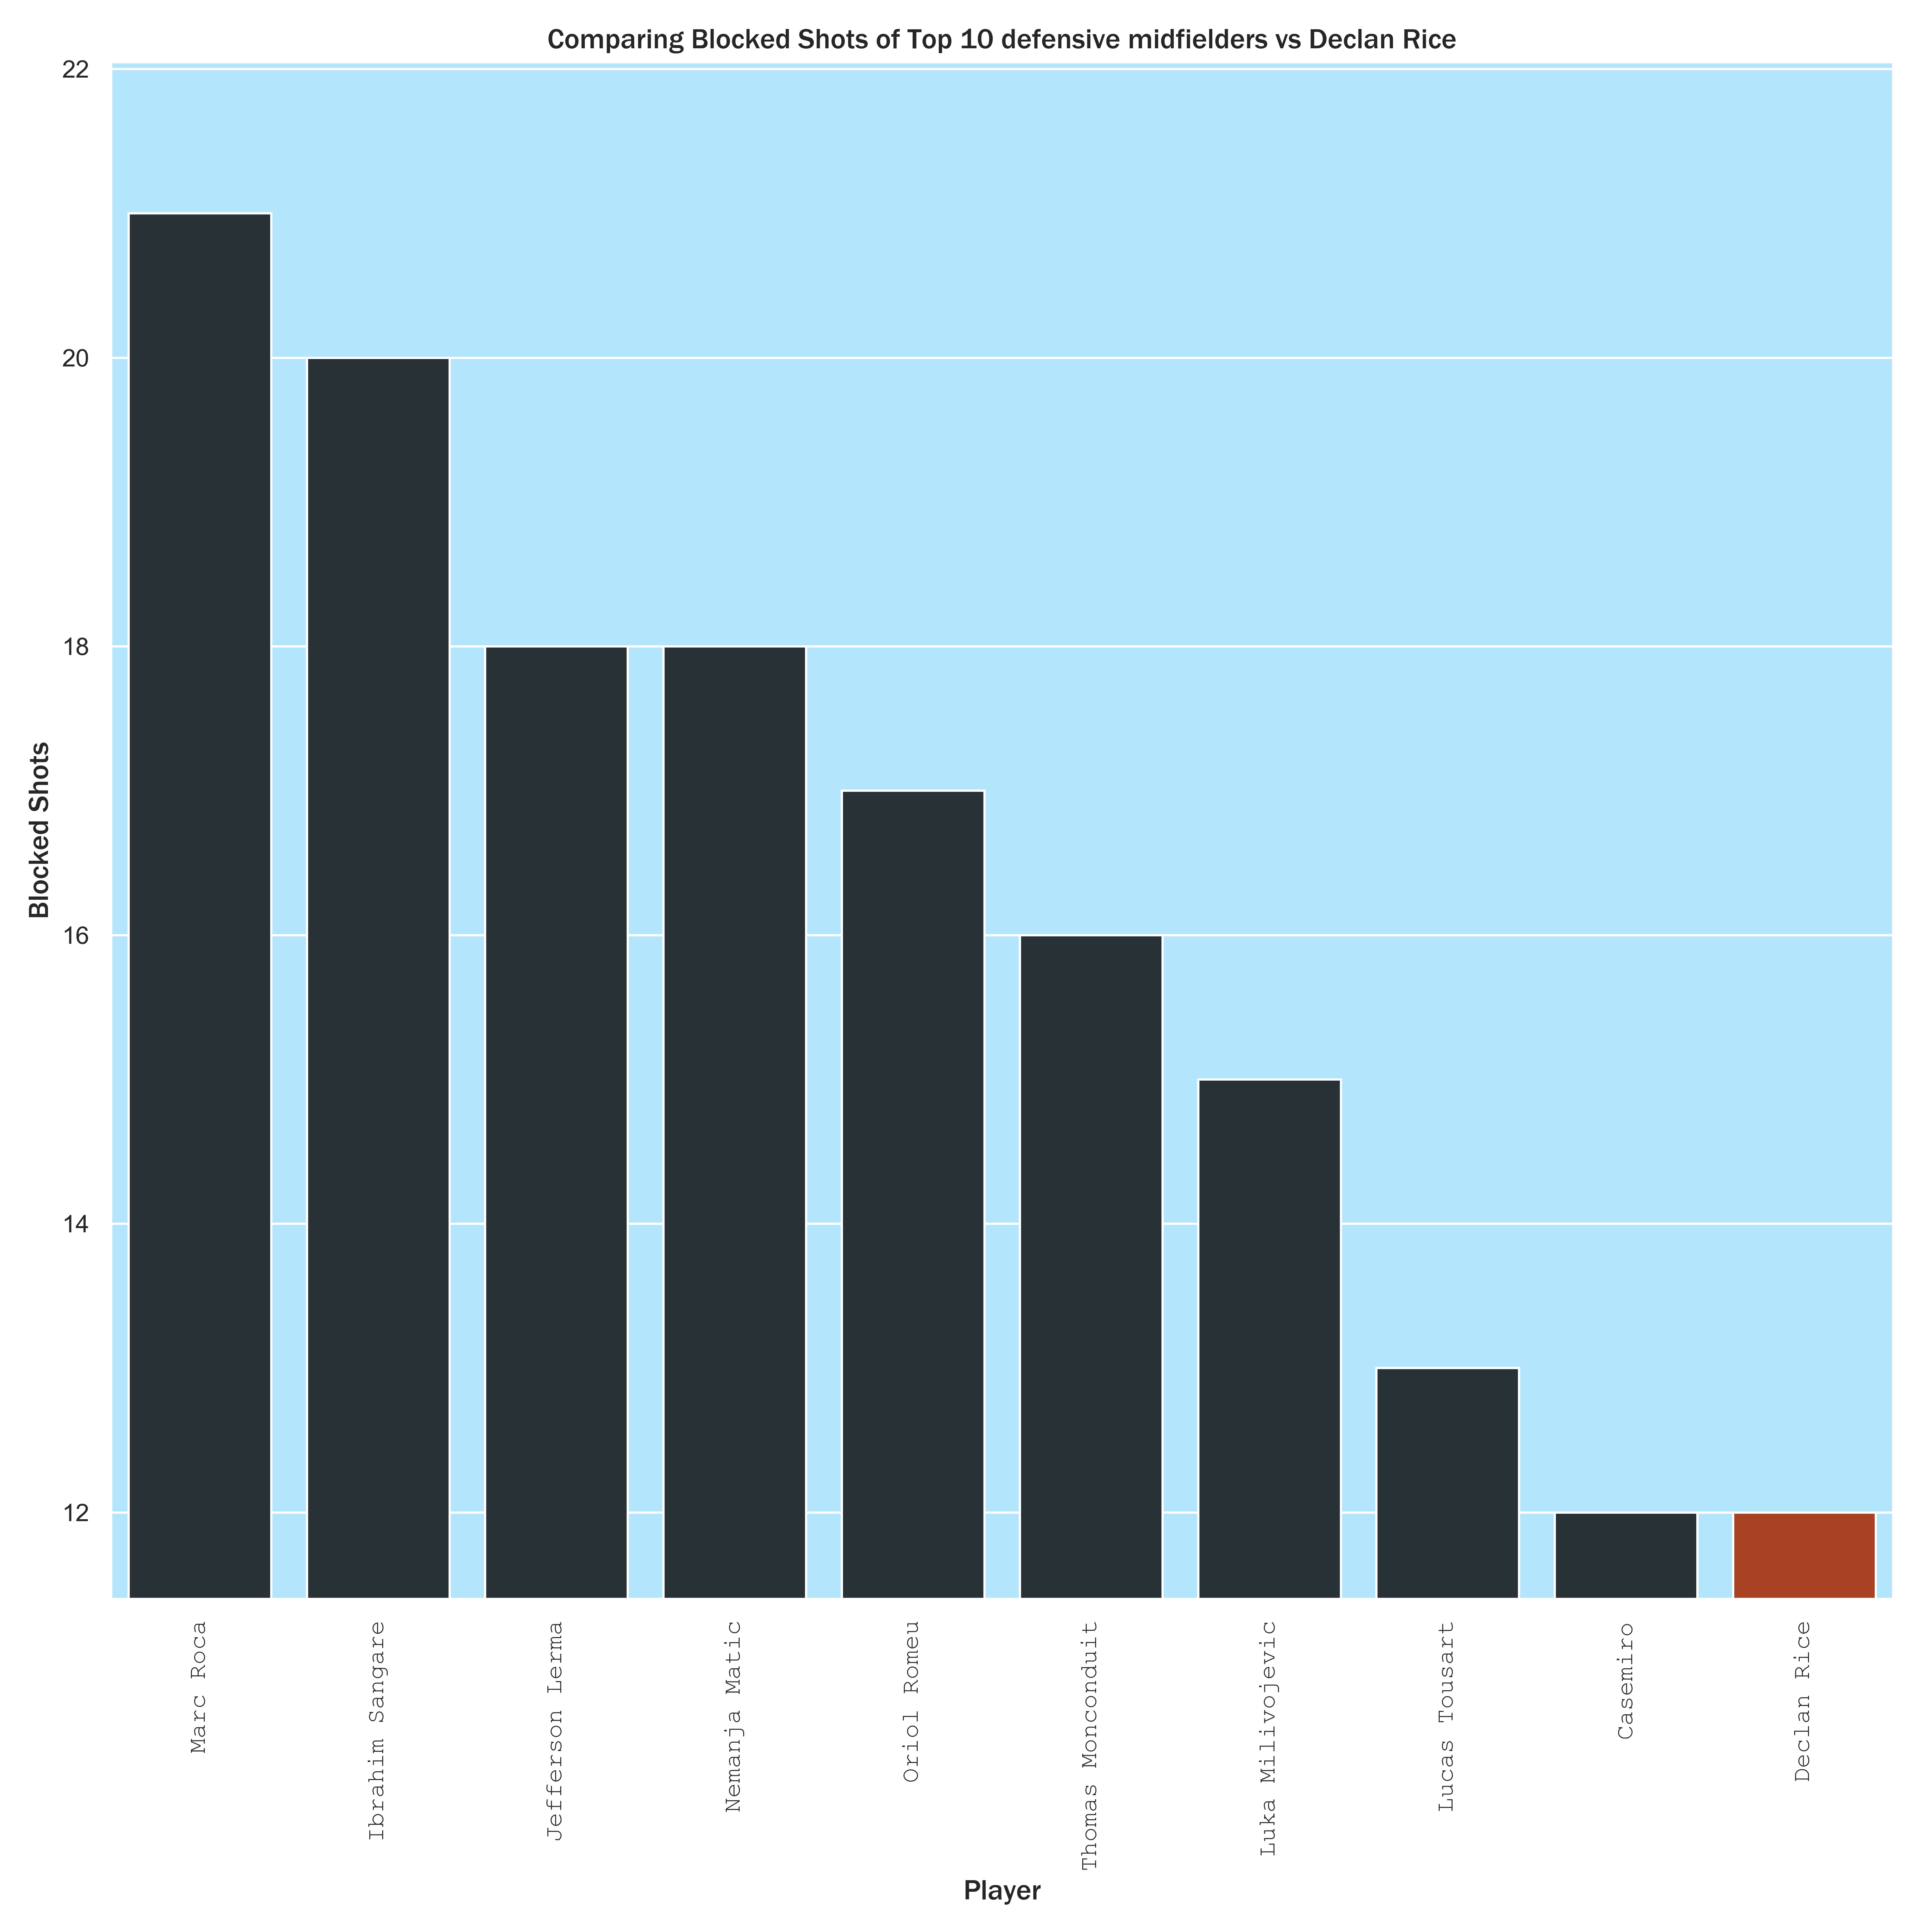 Comparing Blocked Shots of Top 10 defensive midfielders vs Declan Rice
22
20
18
16
14
12
Blocked Shots
Marc Roca
Ibrahim Sangare
Jefferson Lerma
Nemanja Matic
Oriol Romeu
Thomas Monconduit
Luka Milivojevic
Lucas Tousart
Casemiro
Declan Rice
Player